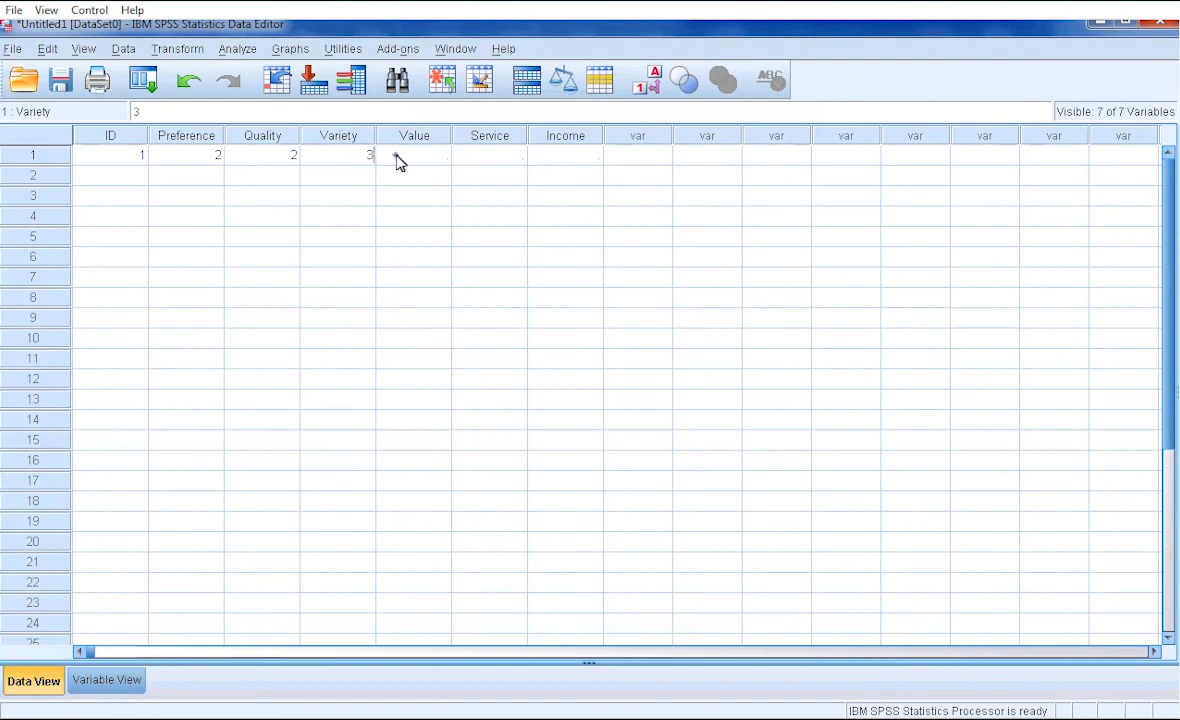 File View Control Help
*Untitled1 [DataSet0] - IBM SPSS Statistics Data Editor
File Edit View Data Transform Analyze Graphs Utilities Add-ons Window Help
1 A ABC
1 : Variety 3 Visible: 7 of 7 Variables
ID Preference Quality Variety Value Service Income var var var var var var var var
1 1 2 2 3 . . .
2
3
4
5
6
7
8
9
10
11
12
13
14
15
16
17
18
19
20
21
22
23
24
25
Data View Variable View
IBM SPSS Statistics Processor is ready